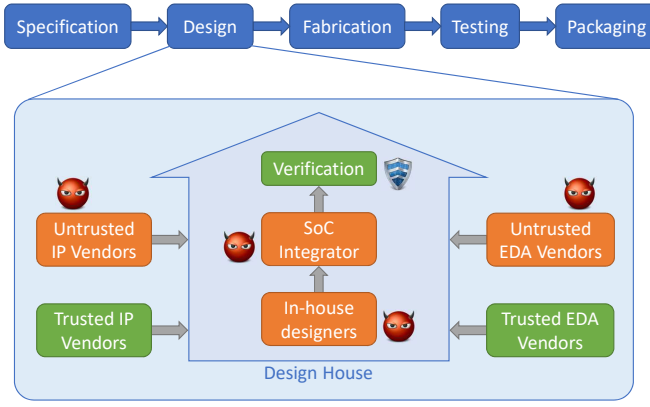 Specification
Design
Fabrication
Testing
Packaging
Verification
Untrusted
IP Vendors
SoC
Integrator
Untrusted
EDA Vendors
Trusted IP
Vendors
In-house
designers
Trusted EDA
Vendors
Design House